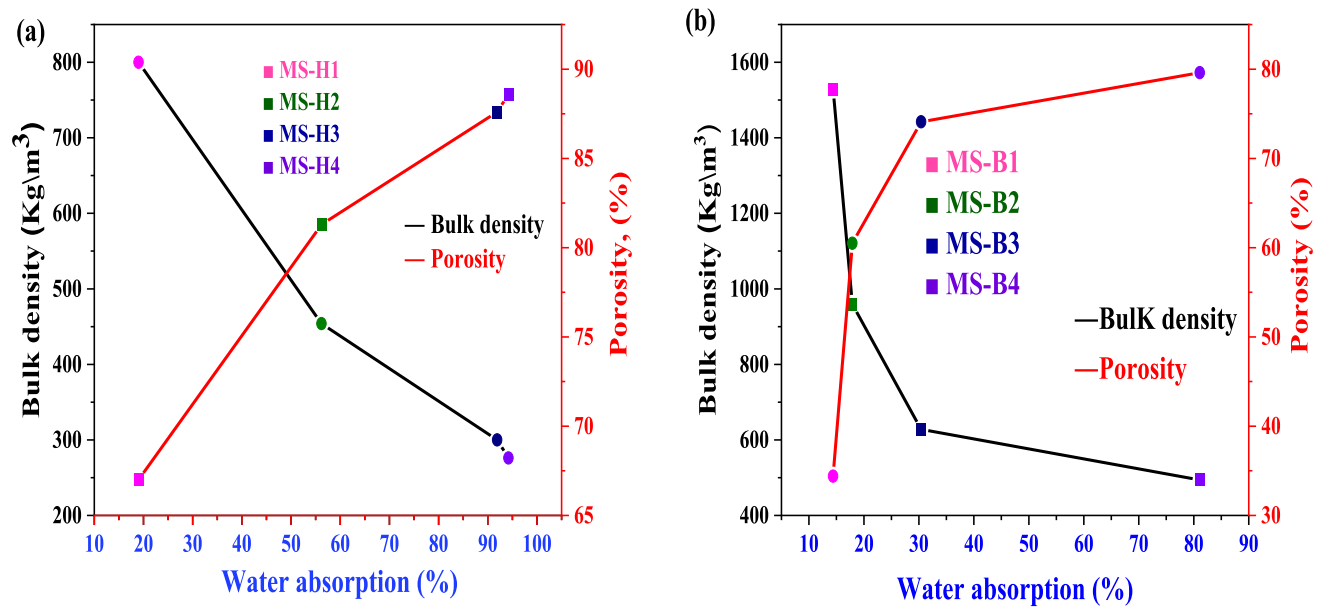 (a)
Bulk density (Kg\m3)
800
700
600
500
400
300
200
MS-H1
MS-H2
MS-H3
MS-H4
Bulk density
Porosity
90
85
80
75
70
65
Porosity, (%)
10 20 30 40 50 60 70 80 90 100
Water absorption (%)
(b)
Bulk density (Kg\m3)
1600
1400
1200
1000
800
600
400
MS-B1
MS-B2
MS-B3
MS-B4
BulK density
Porosity
80
70
60
50
40
30
Porosity (%)
10 20 30 40 50 60 70 80 90
Water absorption (%)